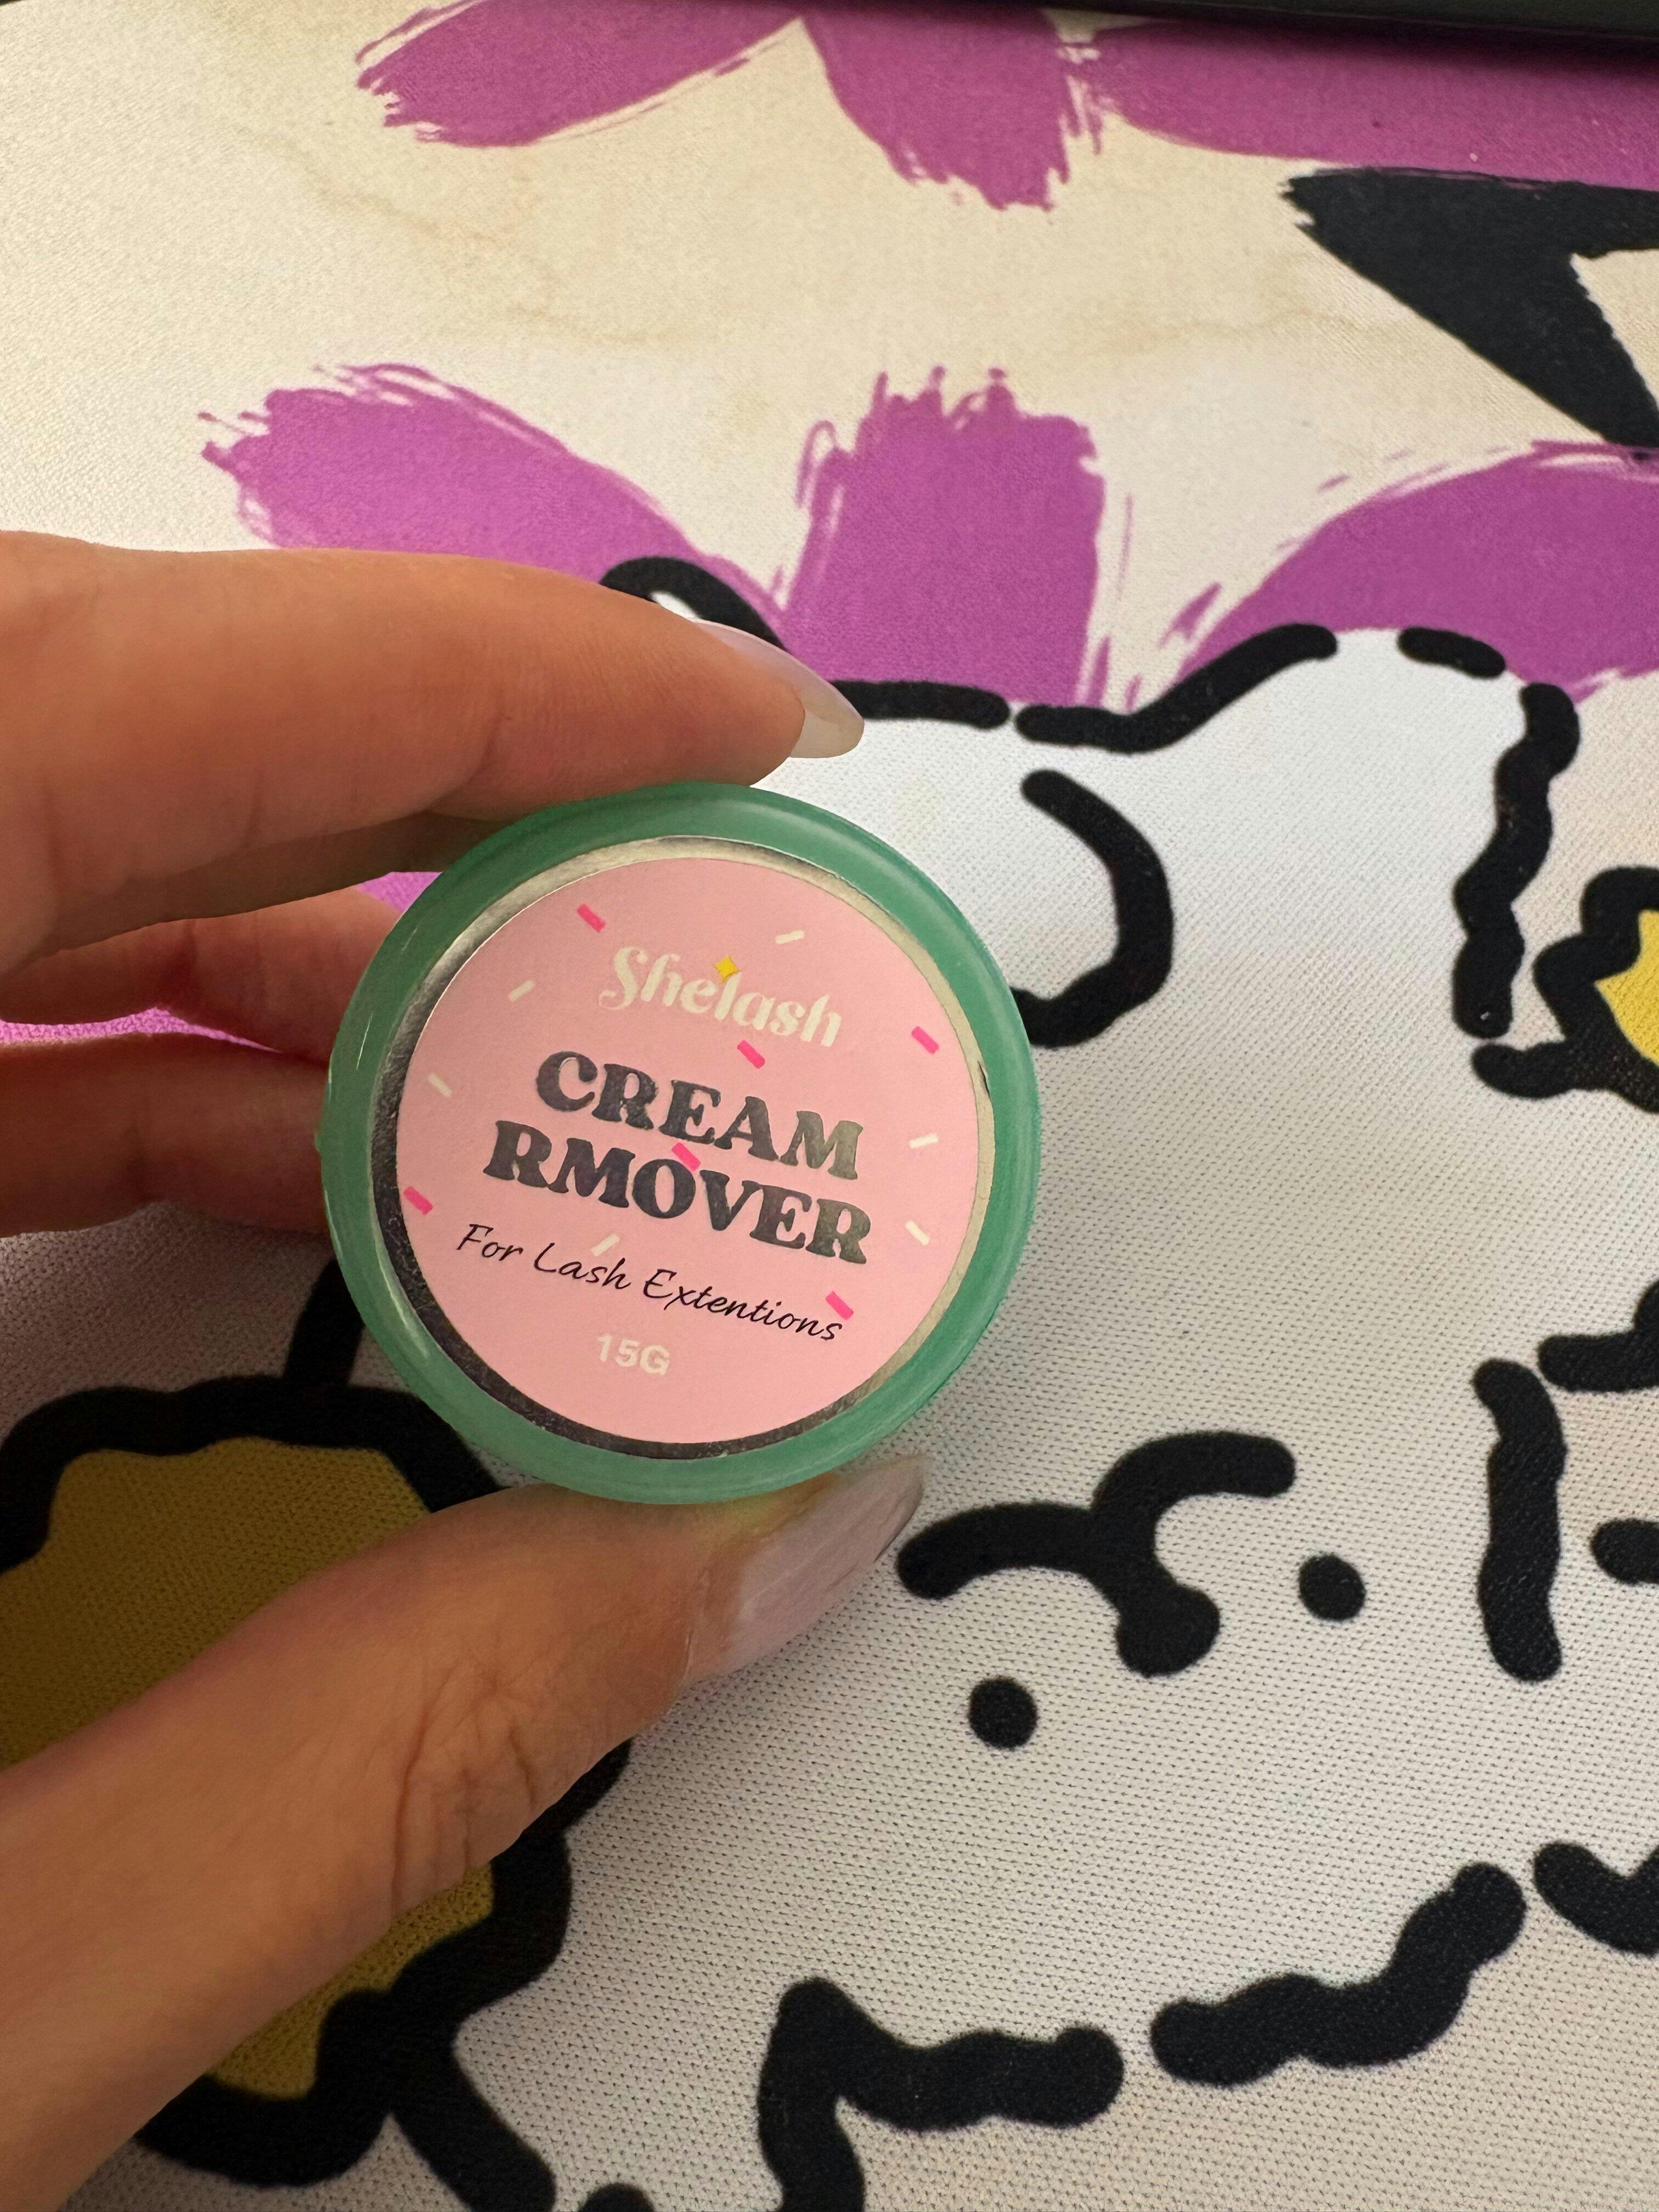 Shelash
CREAM
RMOVER
For Lash Extentions
15G